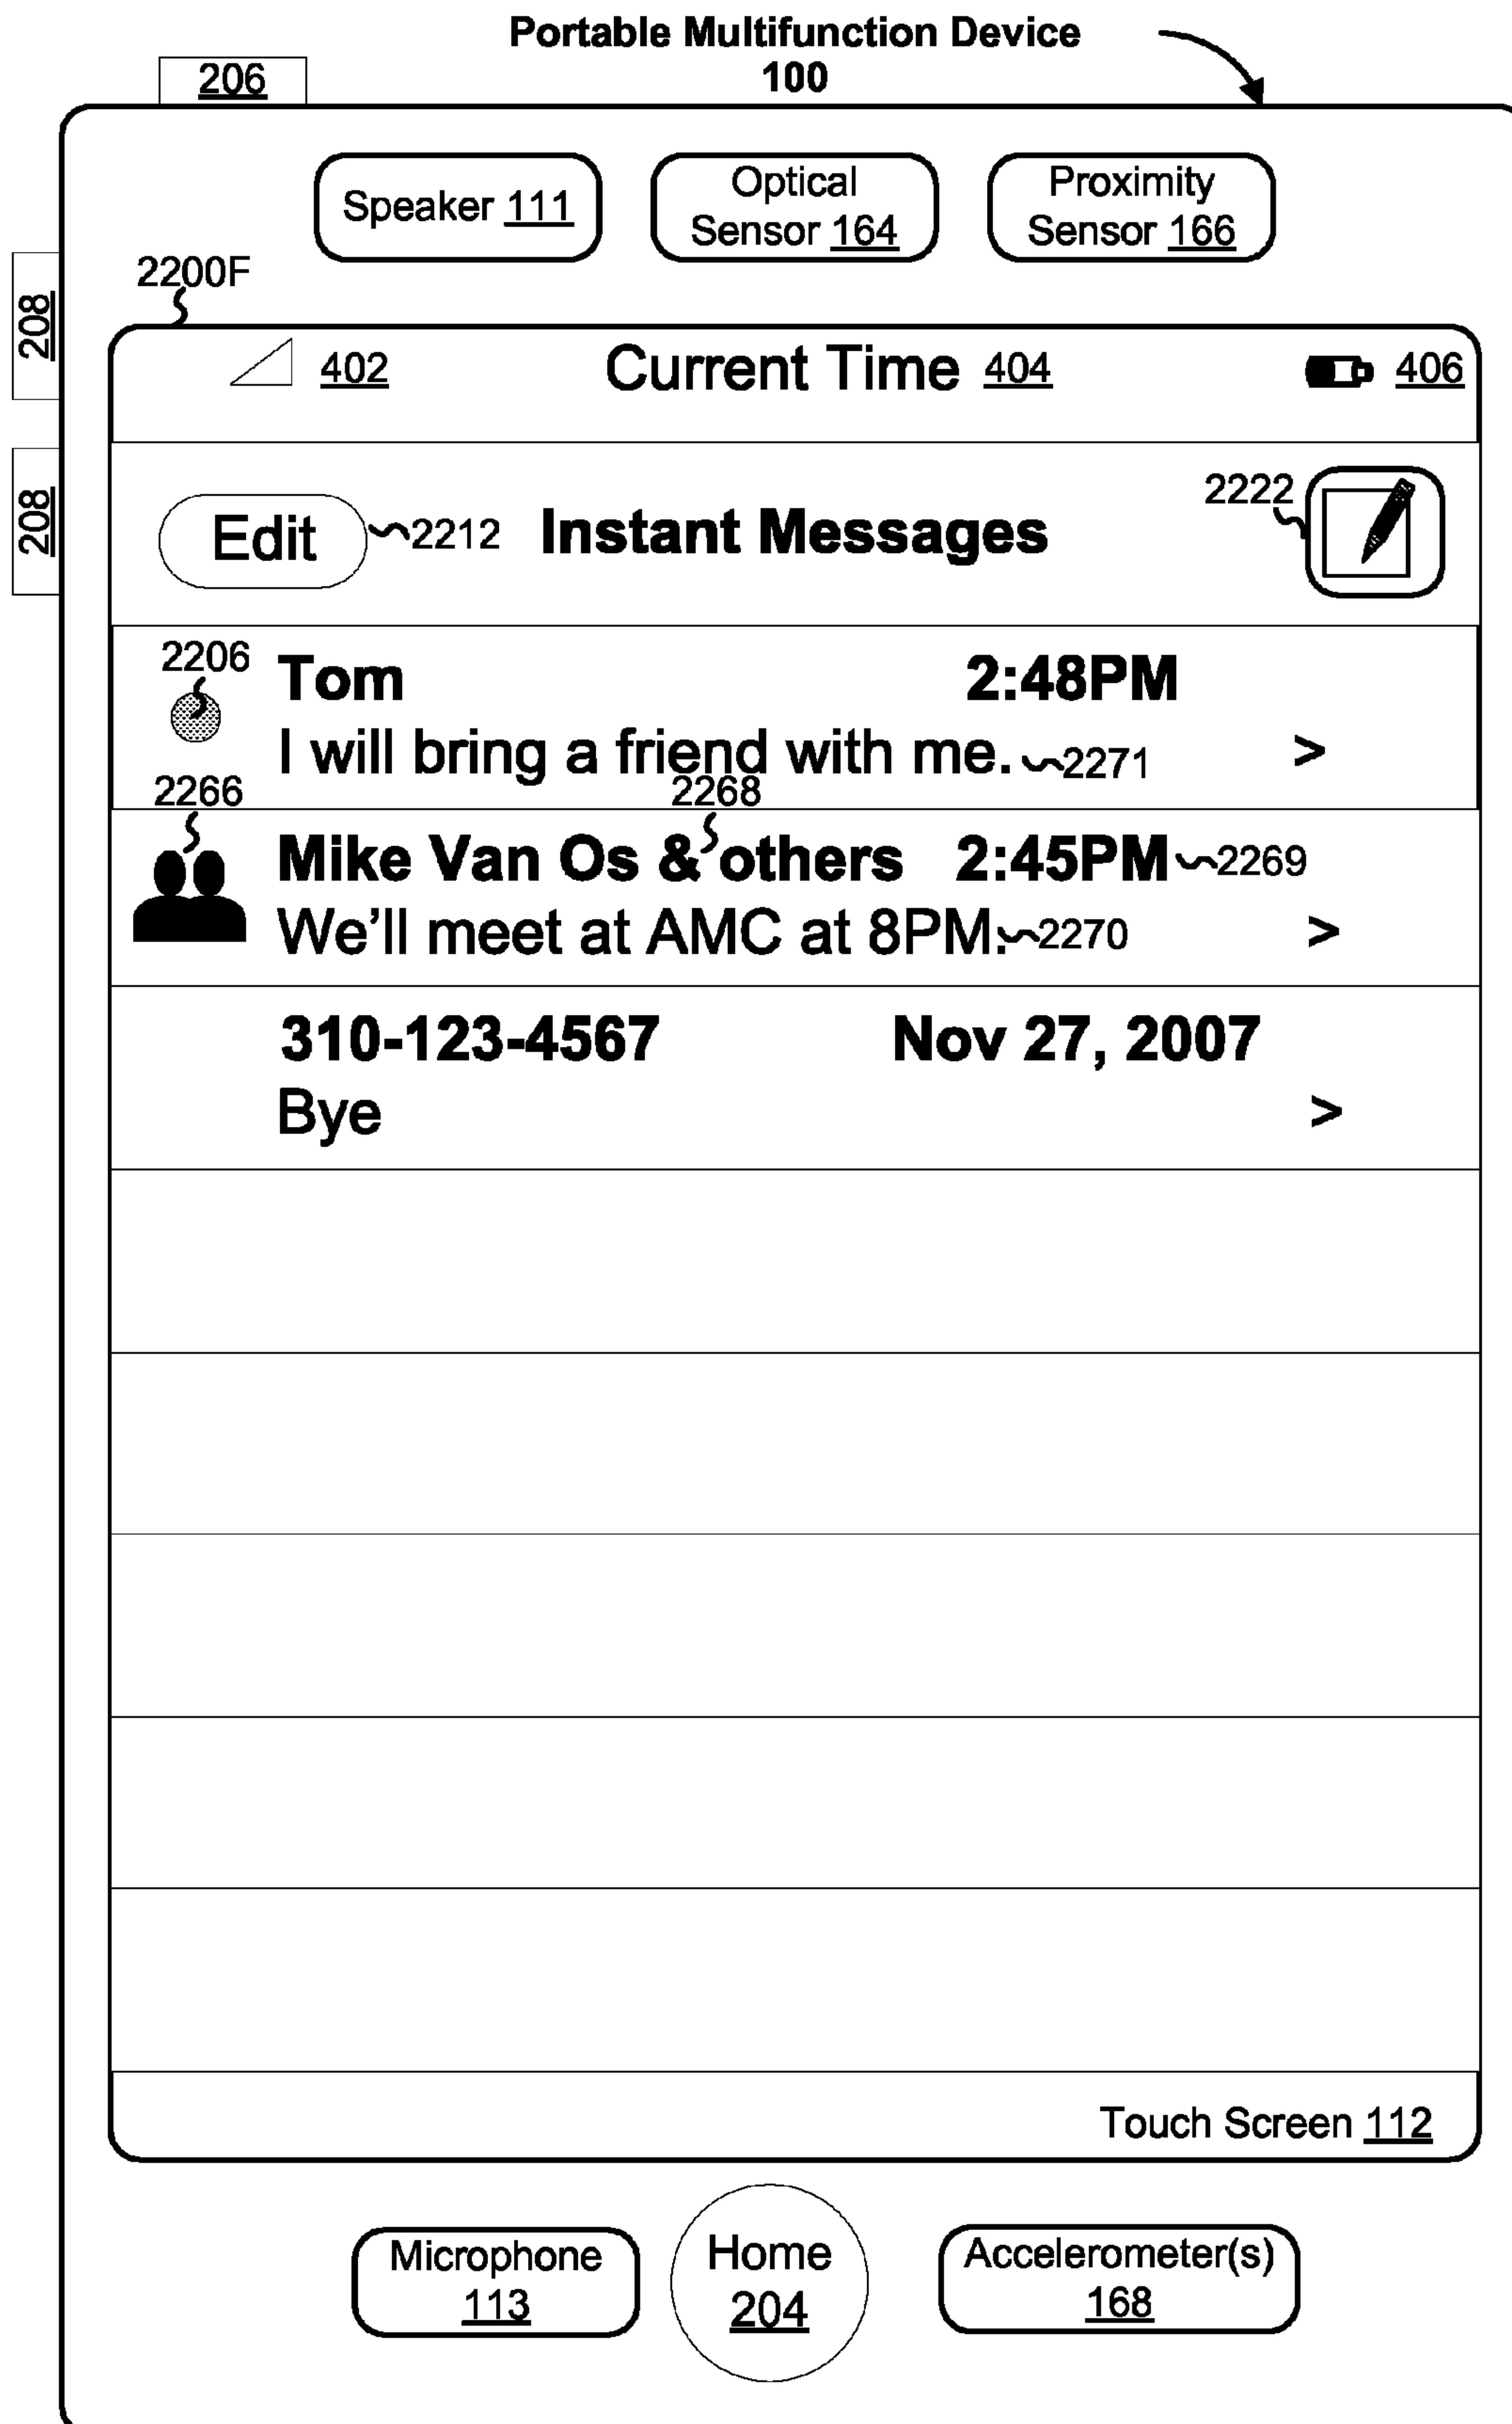 Portable Multifunction Device
100
206
Speaker 111
Optical
Sensor 164
Proximity
Sensor 166
208
208
2200F
402
Current Time 404
406
Edit
2212
Instant Messages
2222
2206
Tom 2:48PM
I will bring a friend with me. 2271 >
2266
2268
Mike Van Os & others 2:45PM 2269
We'll meet at AMC at 8PM. 2270 >
310-123-4567 Nov 27, 2007
Bye >
Touch Screen 112
Microphone
113
Home
204
Accelerometer(s)
168